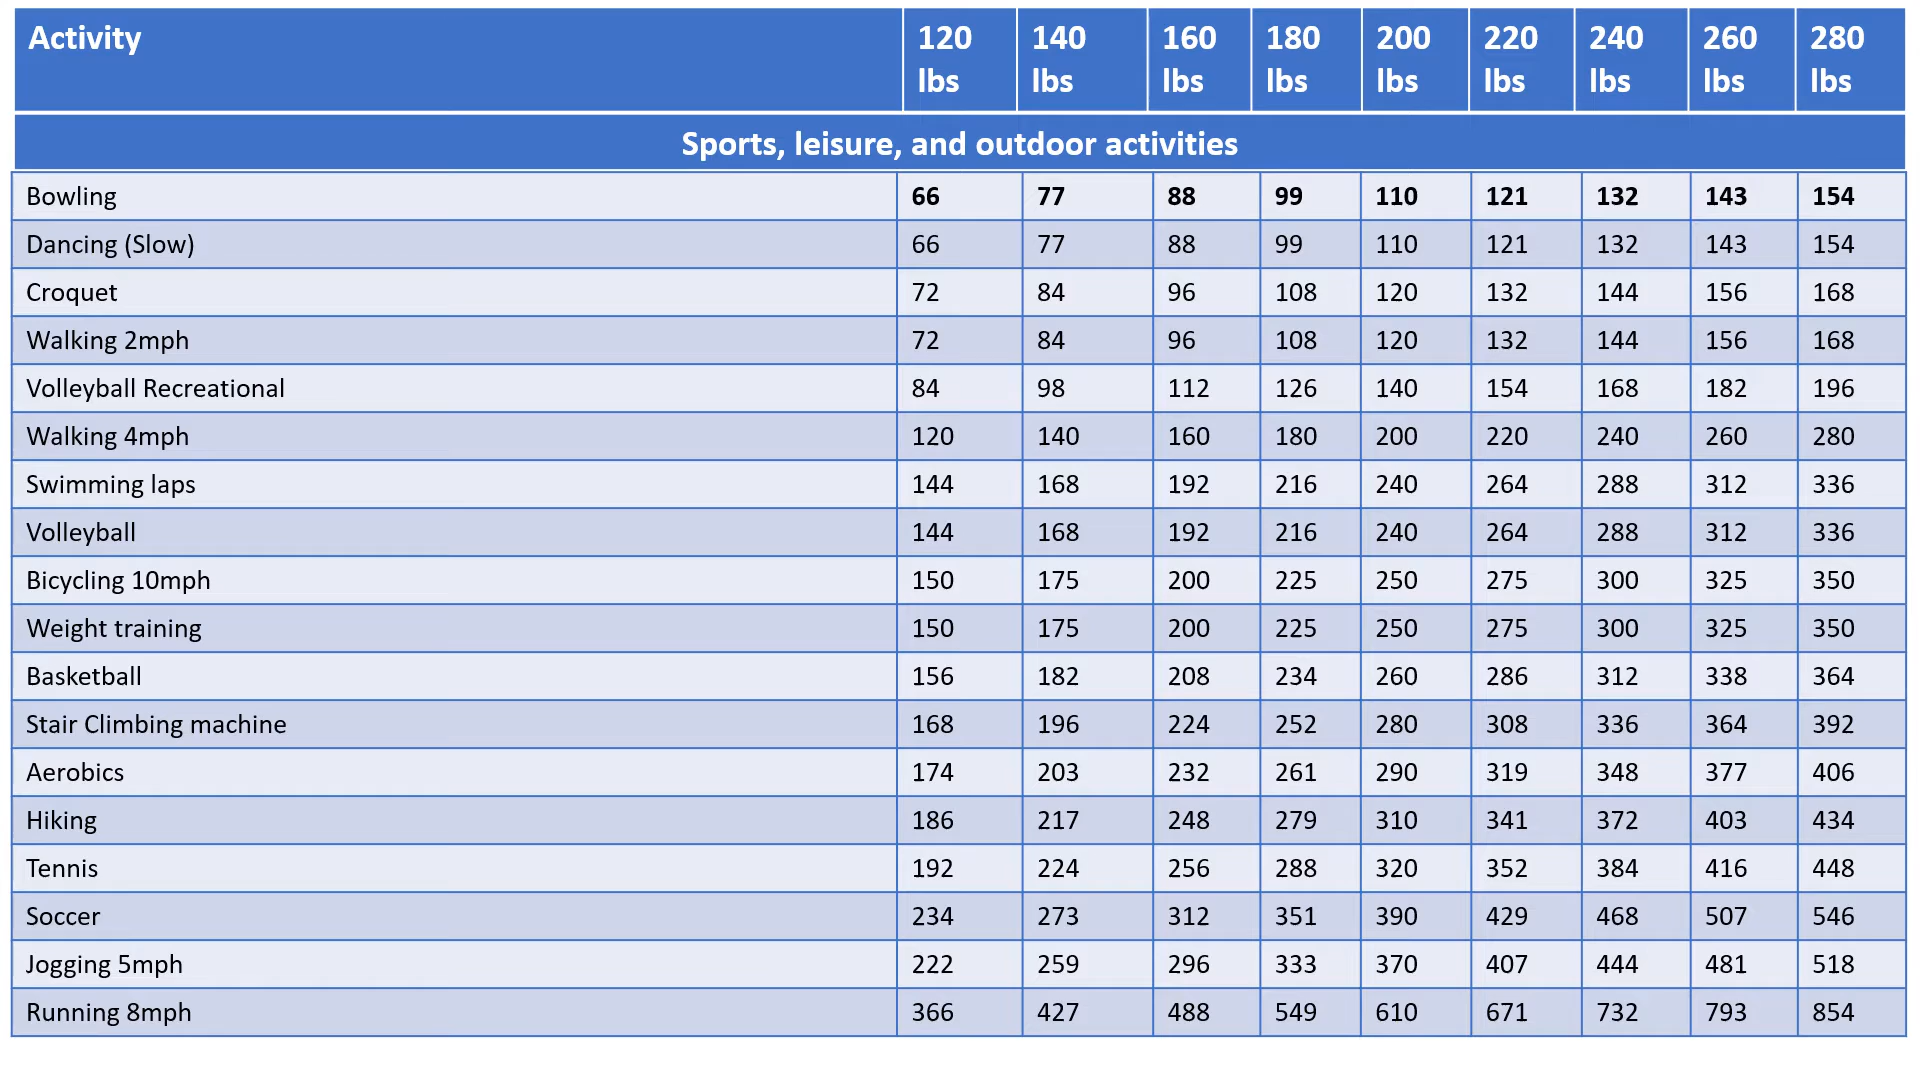 Activity 120 lbs 140 lbs 160 lbs 180 lbs 200 lbs 220 lbs 240 lbs 260 lbs 280 lbs
Sports, leisure, and outdoor activities
Bowling 66 77 88 99 110 121 132 143 154
Dancing (Slow) 66 77 88 99 110 121 132 143 154
Croquet 72 84 96 108 120 132 144 156 168
Walking 2mph 72 84 96 108 120 132 144 156 168
Volleyball Recreational 84 98 112 126 140 154 168 182 196
Walking 4mph 120 140 160 180 200 220 240 260 280
Swimming laps 144 168 192 216 240 264 288 312 336
Volleyball 144 168 192 216 240 264 288 312 336
Bicycling 10mph 150 175 200 225 250 275 300 325 350
Weight training 150 175 200 225 250 275 300 325 350
Basketball 156 182 208 234 260 286 312 338 364
Stair Climbing machine 168 196 224 252 280 308 336 364 392
Aerobics 174 203 232 261 290 319 348 377 406
Hiking 186 217 248 279 310 341 372 403 434
Tennis 192 224 256 288 320 352 384 416 448
Soccer 234 273 312 351 390 429 468 507 546
Jogging 5mph 222 259 296 333 370 407 444 481 518
Running 8mph 366 427 488 549 610 671 732 793 854